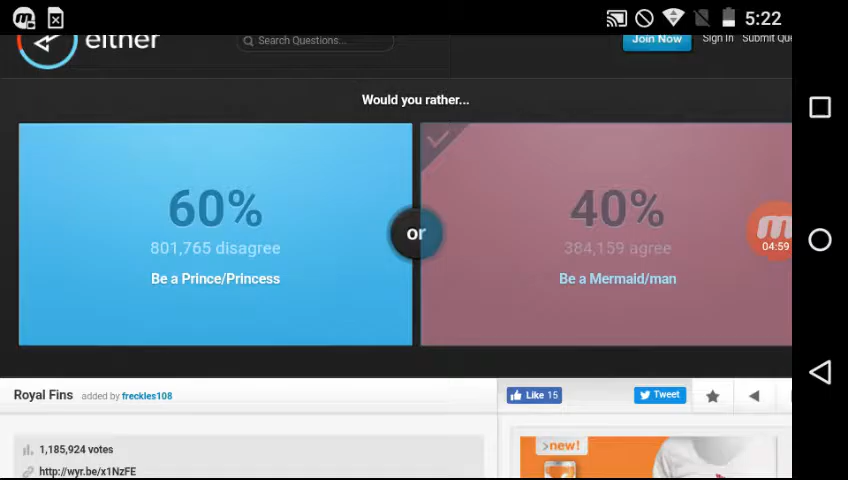 5:22
either
Search Questions...
Join Now
Sign In
Submit Que
Would you rather...
60%
801,765 disagree
Be a Prince/Princess
or
40%
384,159 agree
Be a Mermaid/man
04:59
Royal Fins added by freckles108
Like 15
Tweet
1,185,924 votes
http://wyr.be/x1NzFE
>new!